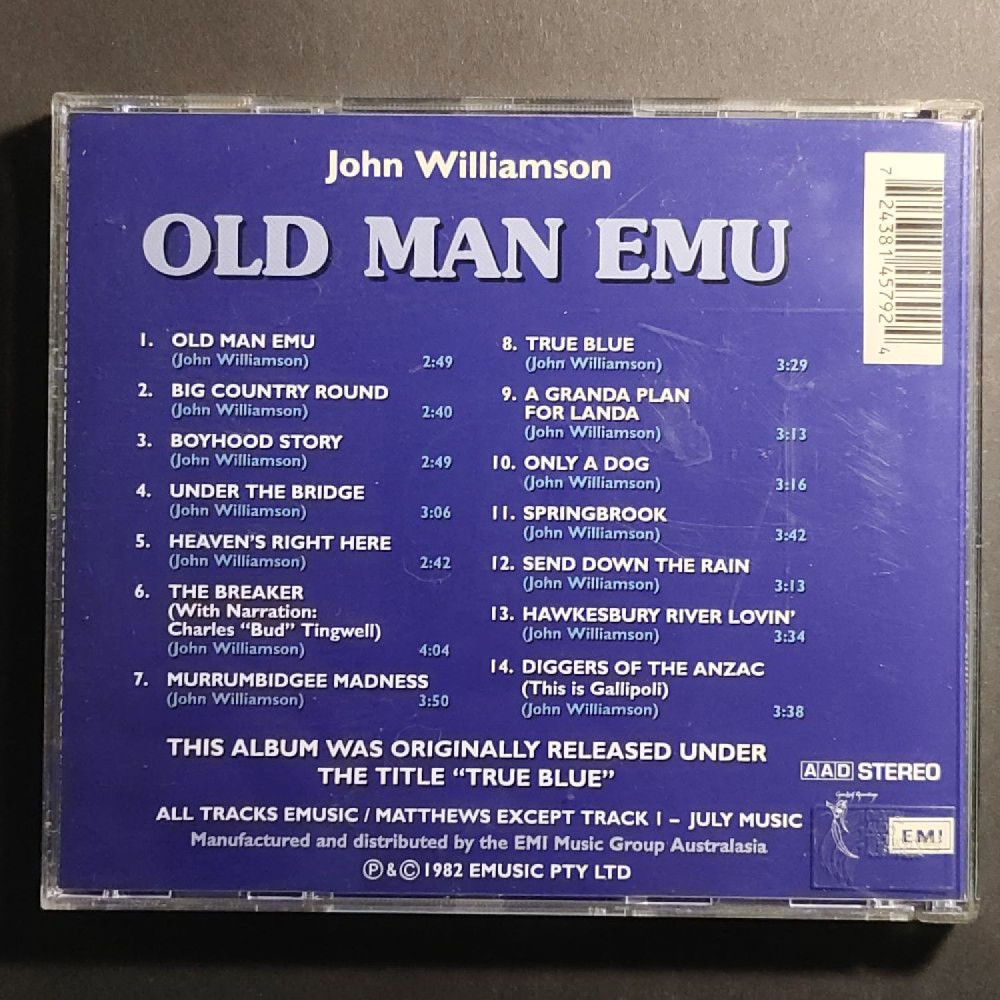 John Williamson
OLD MAN EMU
1. OLD MAN EMU
(John Williamson) 2:49
2. BIG COUNTRY ROUND
(John Williamson) 2:40
3. BOYHOOD STORY
(John Williamson) 2:49
4. UNDER THE BRIDGE
(John Williamson) 3:06
5. HEAVEN'S RIGHT HERE
(John Williamson) 2:42
6. THE BREAKER
(With Narration:
Charles "Bud" Tingwell)
(John Williamson) 4:04
7. MURRUMBIDGEE MADNESS
(John Williamson) 3:50
8. TRUE BLUE
(John Williamson) 3:29
9. A GRANDA PLAN
FOR LANDA
(John Williamson) 3:13
10. ONLY A DOG
(John Williamson) 3:16
11. SPRINGBROOK
(John Williamson) 3:42
12. SEND DOWN THE RAIN
(John Williamson) 3:13
13. HAWKESBURY RIVER LOVIN'
(John Williamson) 3:34
14. DIGGERS OF THE ANZAC
(This is Gallipoli)
(John Williamson) 3:38
7 24381 45792 4
THIS ALBUM WAS ORIGINALLY RELEASED UNDER
THE TITLE "TRUE BLUE"
AAD STEREO
ALL TRACKS EMUSIC / MATTHEWS EXCEPT TRACK 1 – JULY MUSIC
Manufactured and distributed by the EMI Music Group Australasia
EMI
℗ & © 1982 EMUSIC PTY LTD